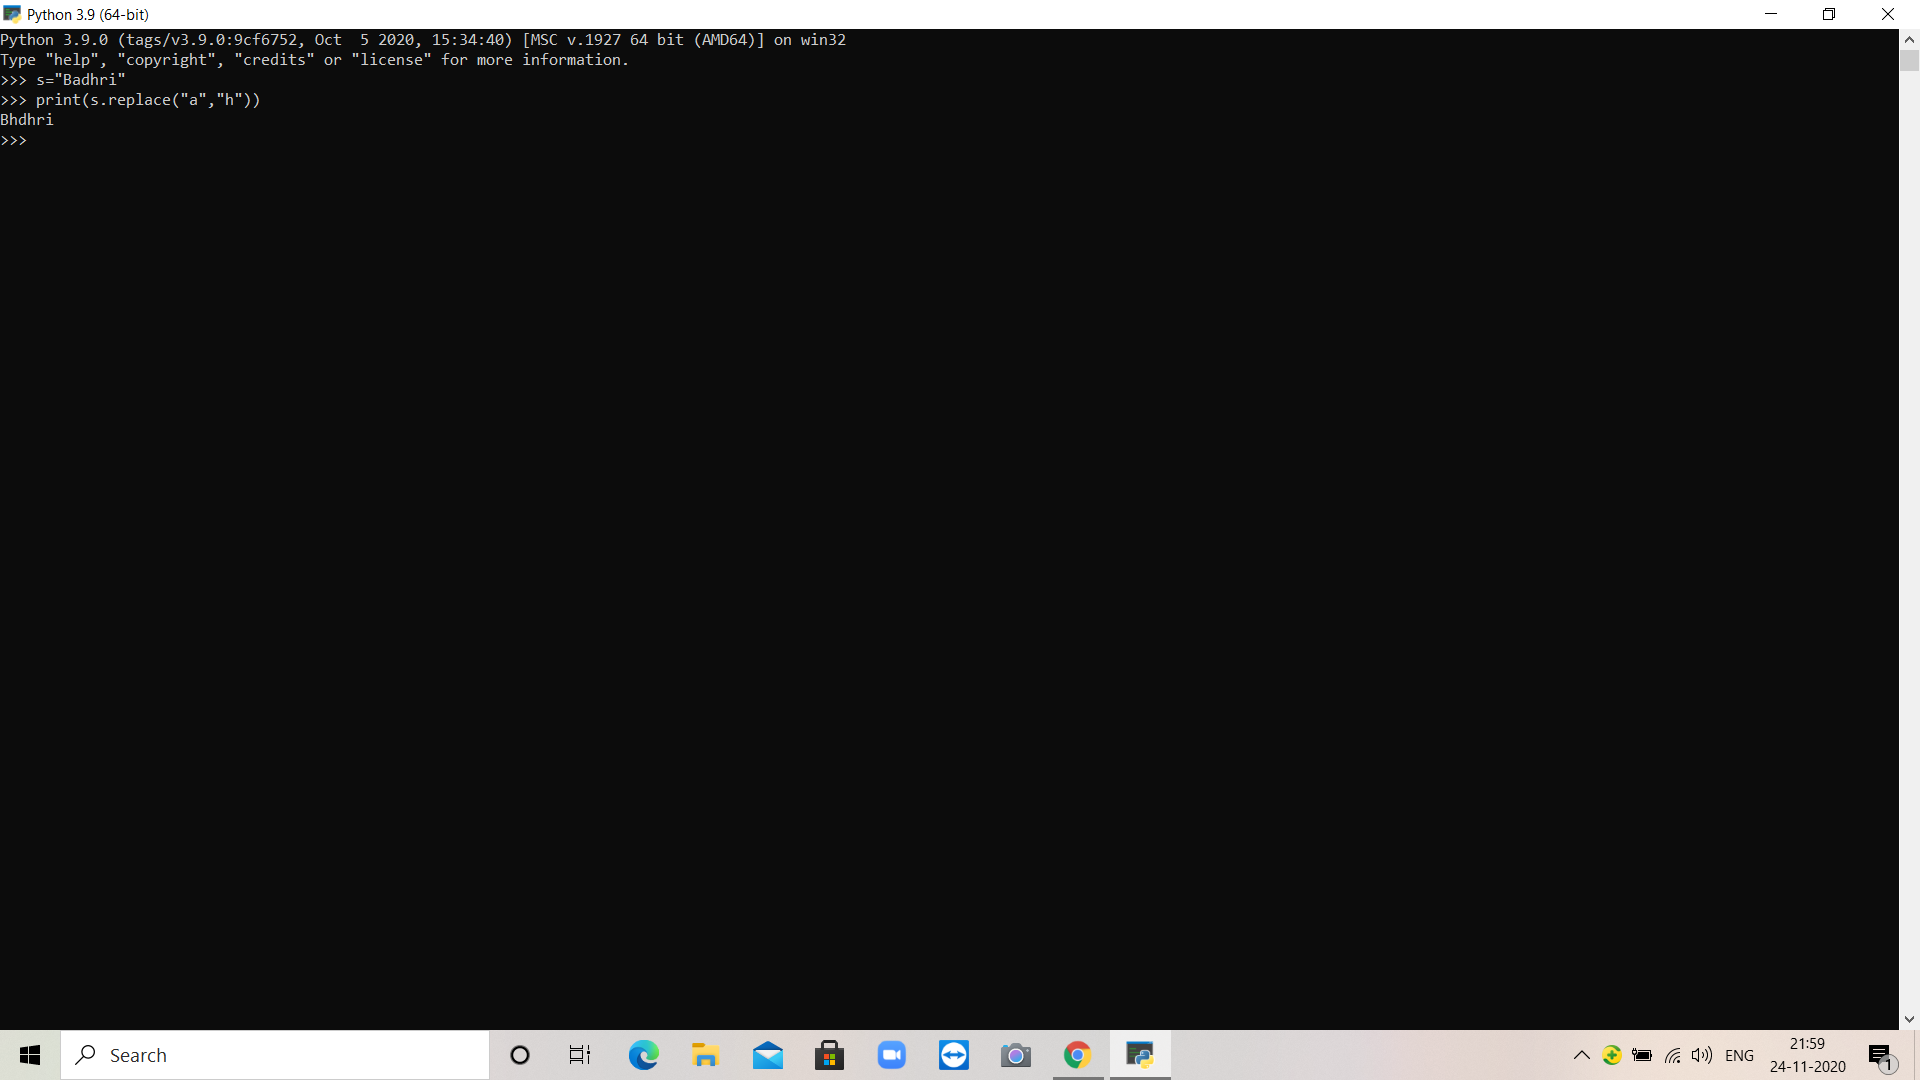 Python 3.9 (64-bit)
Python 3.9.0 (tags/v3.9.0:9cf6752, Oct  5 2020, 15:34:40) [MSC v.1927 64 bit (AMD64)] on win32
Type "help", "copyright", "credits" or "license" for more information.
>>> s="Badhri"
>>> print(s.replace("a","h"))
Bhdhri
>>>
Search
ENG
21:59
24-11-2020
1